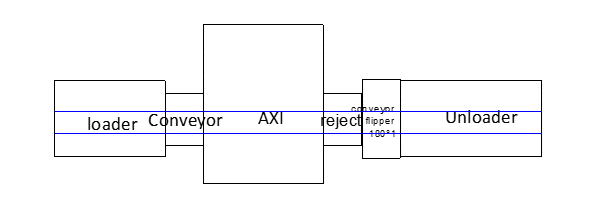 loader
Conveyor
AXI
reject
conveyor
flipper
180°1
Unloader